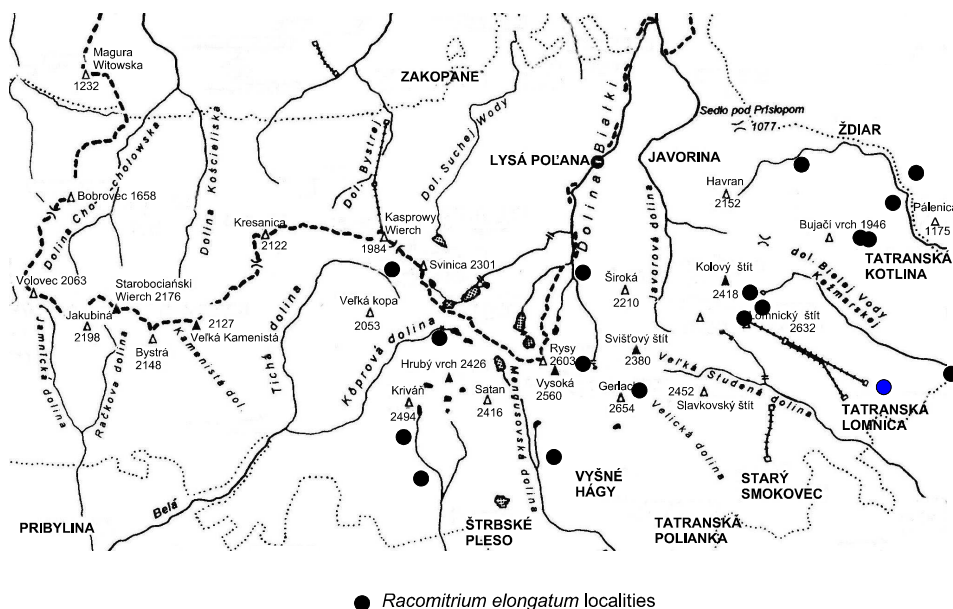 Magura
Witowska
1232
ZAKOPANE
Sedlo pod Príslopom
1077
ŽDIAR
Dolina Cho-chołowska
Dolina Kościeliska
Dol. Bystrej
Dol. Suchej Wody
LYSÁ POĽANA
Dolina Białki
JAVORINA
Havran
2152
Pálenica
1175
Bobrovec 1658
Kresanica
2122
Kasprowy
Wierch
1984
Bujačí vrch 1946
TATRANSKÁ
KOTLINA
Svinica 2301
Javorová dolina
Široká
2210
Kolový štít
2418
dol. Bielej Vody
Kežmarskej
Volovec 2063
Starobociański
Wierch 2176
Jakubiná
2198
2127
Veľká Kamenistá
Bystrá
2148
Veľká kopa
2053
Lomnický štít
2632
Jamnícka dolina
Račkova dolina
Kamenistá dol.
Tichá dolina
Kôprová dolina
Rysy
2603
Svišťový štít
2380
Hrubý vrch 2426
Vysoká
2560
Kriváň
2494
Satan
2416
Mengusovská dolina
Gerlach
2654
2452
Slavkovský štít
Veľká Studená dolina
Velická dolina
TATRANSKÁ
LOMNICA
STARÝ
SMOKOVEC
VYŠNÉ
HÁGY
Belá
PRIBYLINA
ŠTRBSKÉ
PLESO
TATRANSKÁ
POLIANKA
Racomitrium elongatum localities